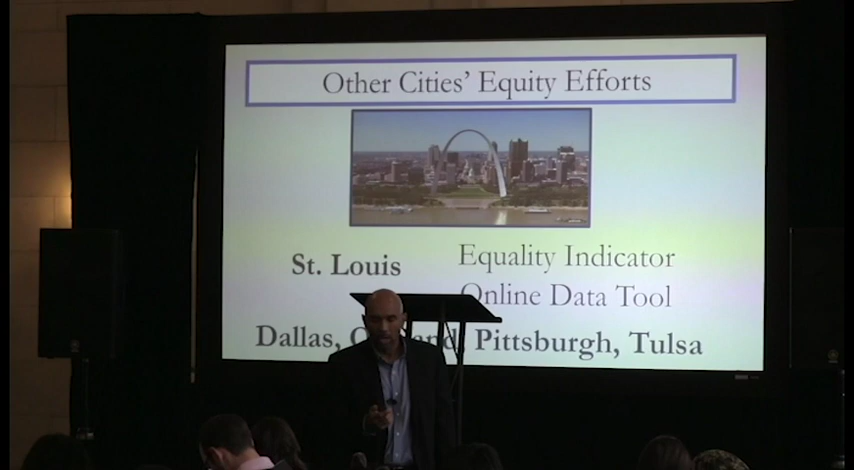 Other Cities' Equity Efforts
St. Louis
Equality Indicator
Online Data Tool
Dallas, Pittsburgh, Tulsa